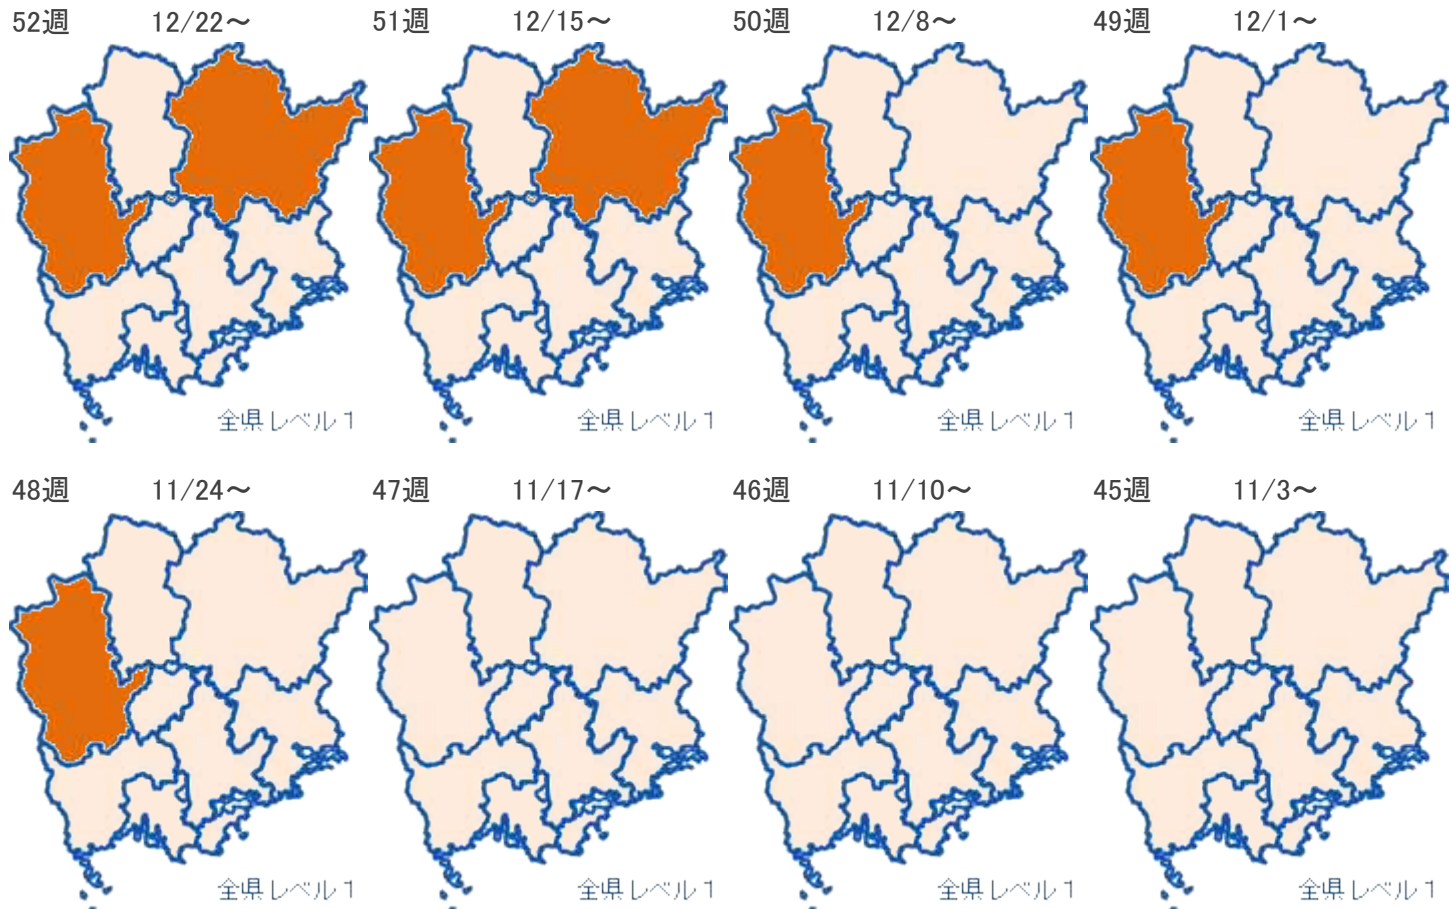 52週 12/22～ 51週 12/15～ 50週 12/8～ 49週 12/1～
全県レベル１ 全県レベル１ 全県レベル１ 全県レベル１
48週 11/24～ 47週 11/17～ 46週 11/10～ 45週 11/3～
全県レベル１ 全県レベル１ 全県レベル１ 全県レベル１